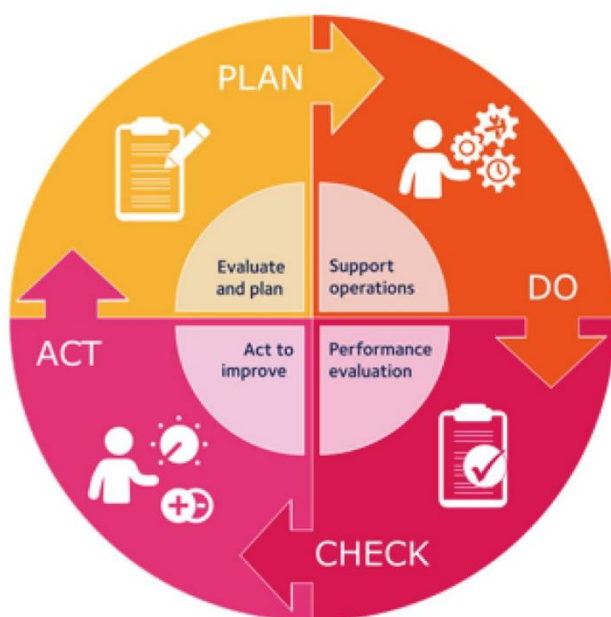 PLAN
Evaluate
and plan
Support
operations
DO
ACT
Act to
improve
Performance
evaluation
CHECK